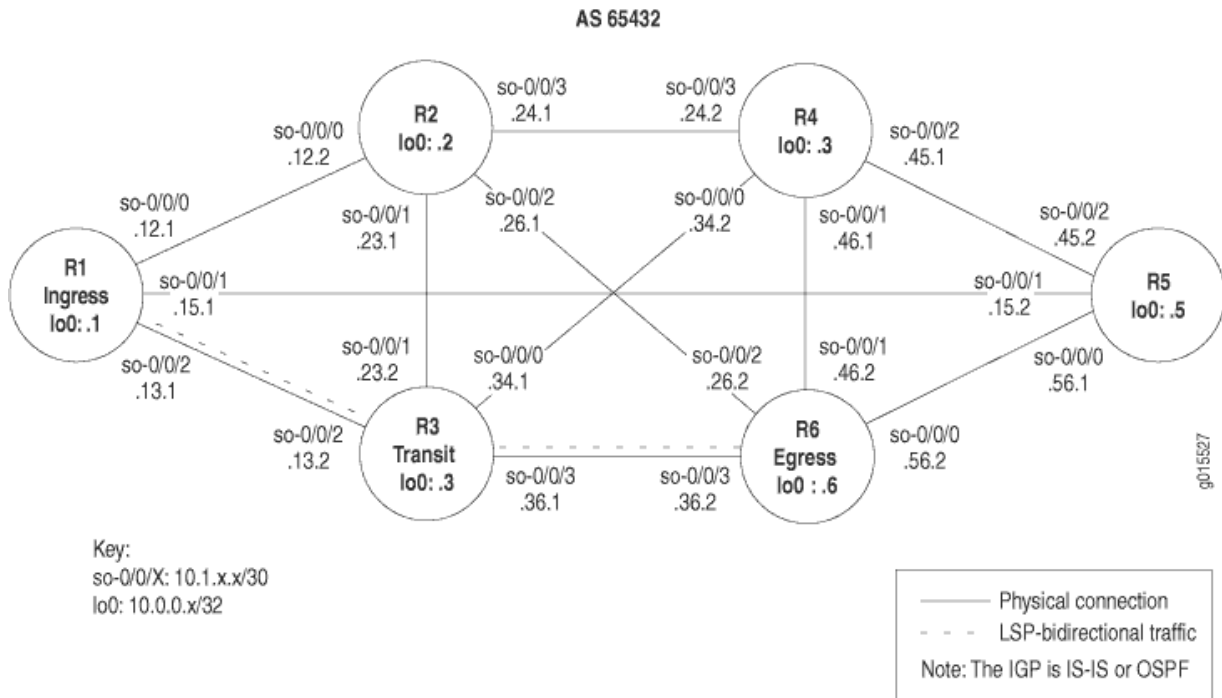 AS 65432
R2
lo0: .2
so-0/0/3
.24.1
so-0/0/3
.24.2
R4
lo0: .3
so-0/0/0
.12.2
so-0/0/2
.45.1
so-0/0/0
.12.1
so-0/0/1
.23.1
so-0/0/2
.26.1
so-0/0/0
.34.2
so-0/0/1
.46.1
so-0/0/2
.45.2
R1
Ingress
lo0: .1
so-0/0/1
.15.1
so-0/0/1
.15.2
R5
lo0: .5
so-0/0/2
.13.1
so-0/0/1
.23.2
so-0/0/0
.34.1
so-0/0/2
.26.2
so-0/0/1
.46.2
so-0/0/0
.56.1
so-0/0/2
.13.2
R3
Transit
lo0: .3
so-0/0/3
.36.1
so-0/0/3
.36.2
R6
Egress
lo0 : .6
so-0/0/0
.56.2
g015527
Key:
so-0/0/X: 10.1.x.x/30
lo0: 10.0.0.x/32
Physical connection
LSP-bidirectional traffic
Note: The IGP is IS-IS or OSPF